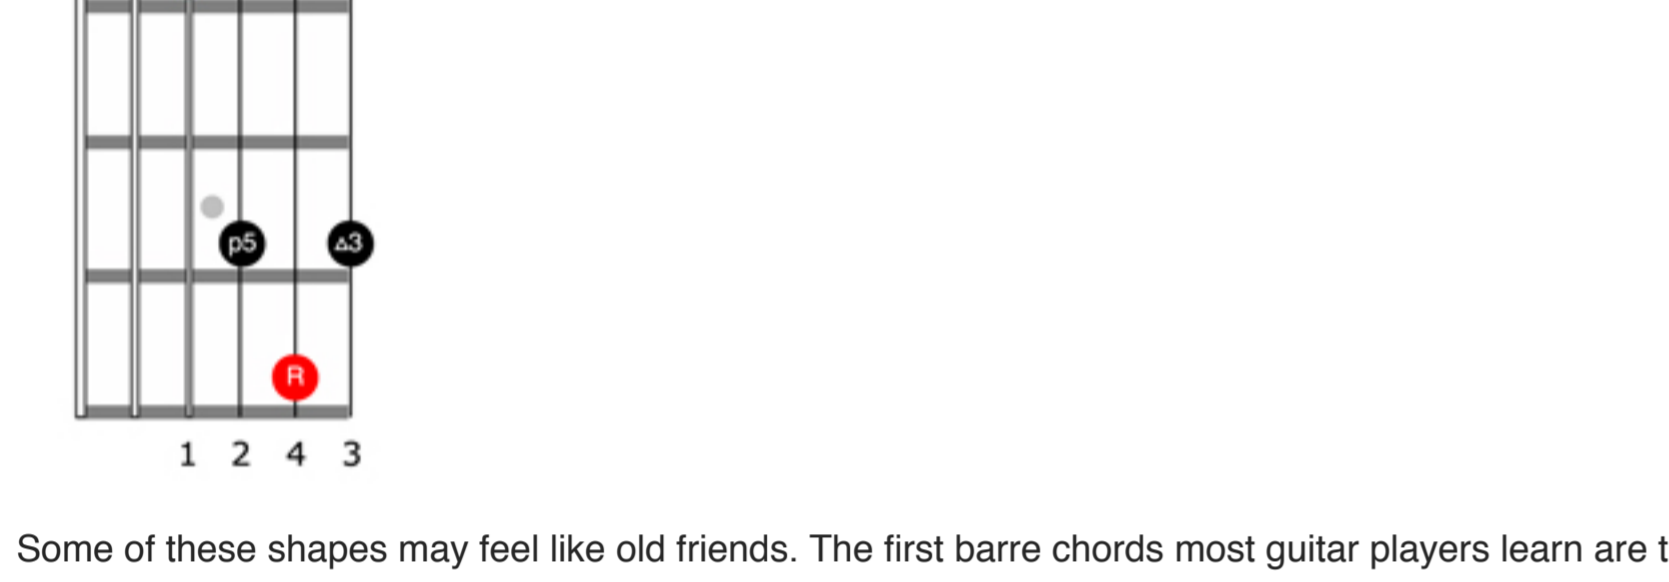 p5 Δ3
R
1 2 4 3
Some of these shapes may feel like old friends. The first barre chords most guitar players learn are t